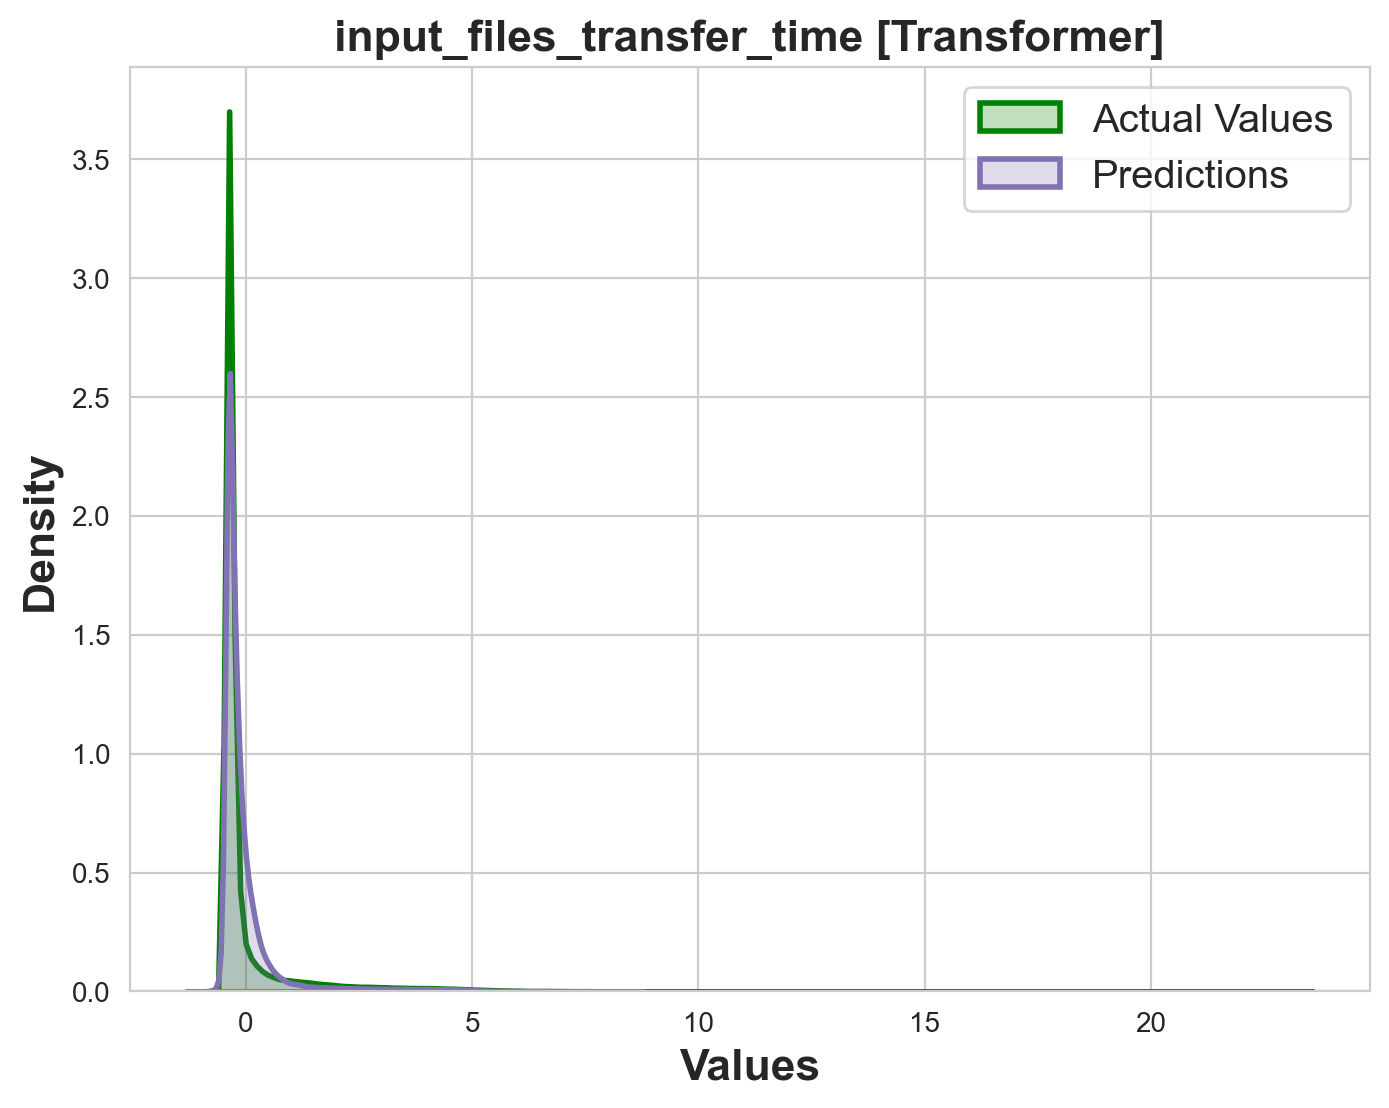 input_files_transfer_time [Transformer]
Actual Values
Predictions
3.5
3.0
2.5
2.0
1.5
1.0
0.5
0.0
Density
0 5 10 15 20
Values